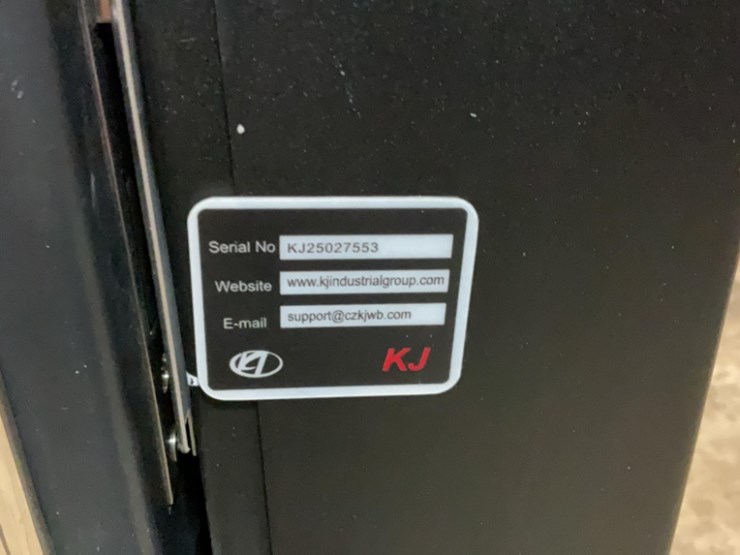 Serial No KJ25027553
Website www.kjindustrialgroup.com
E-mail support@czkjwb.com
KJ